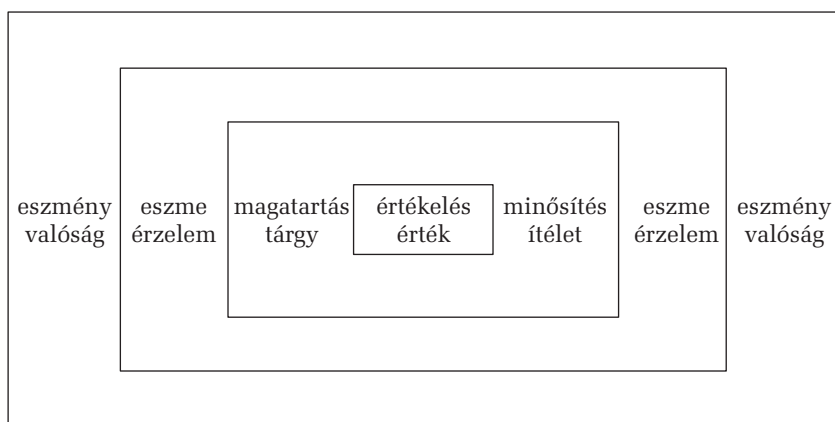 eszmény eszme magatartás értékelés minősítés eszme eszmény
valóság érzelem tárgy érték ítélet érzelem valóság